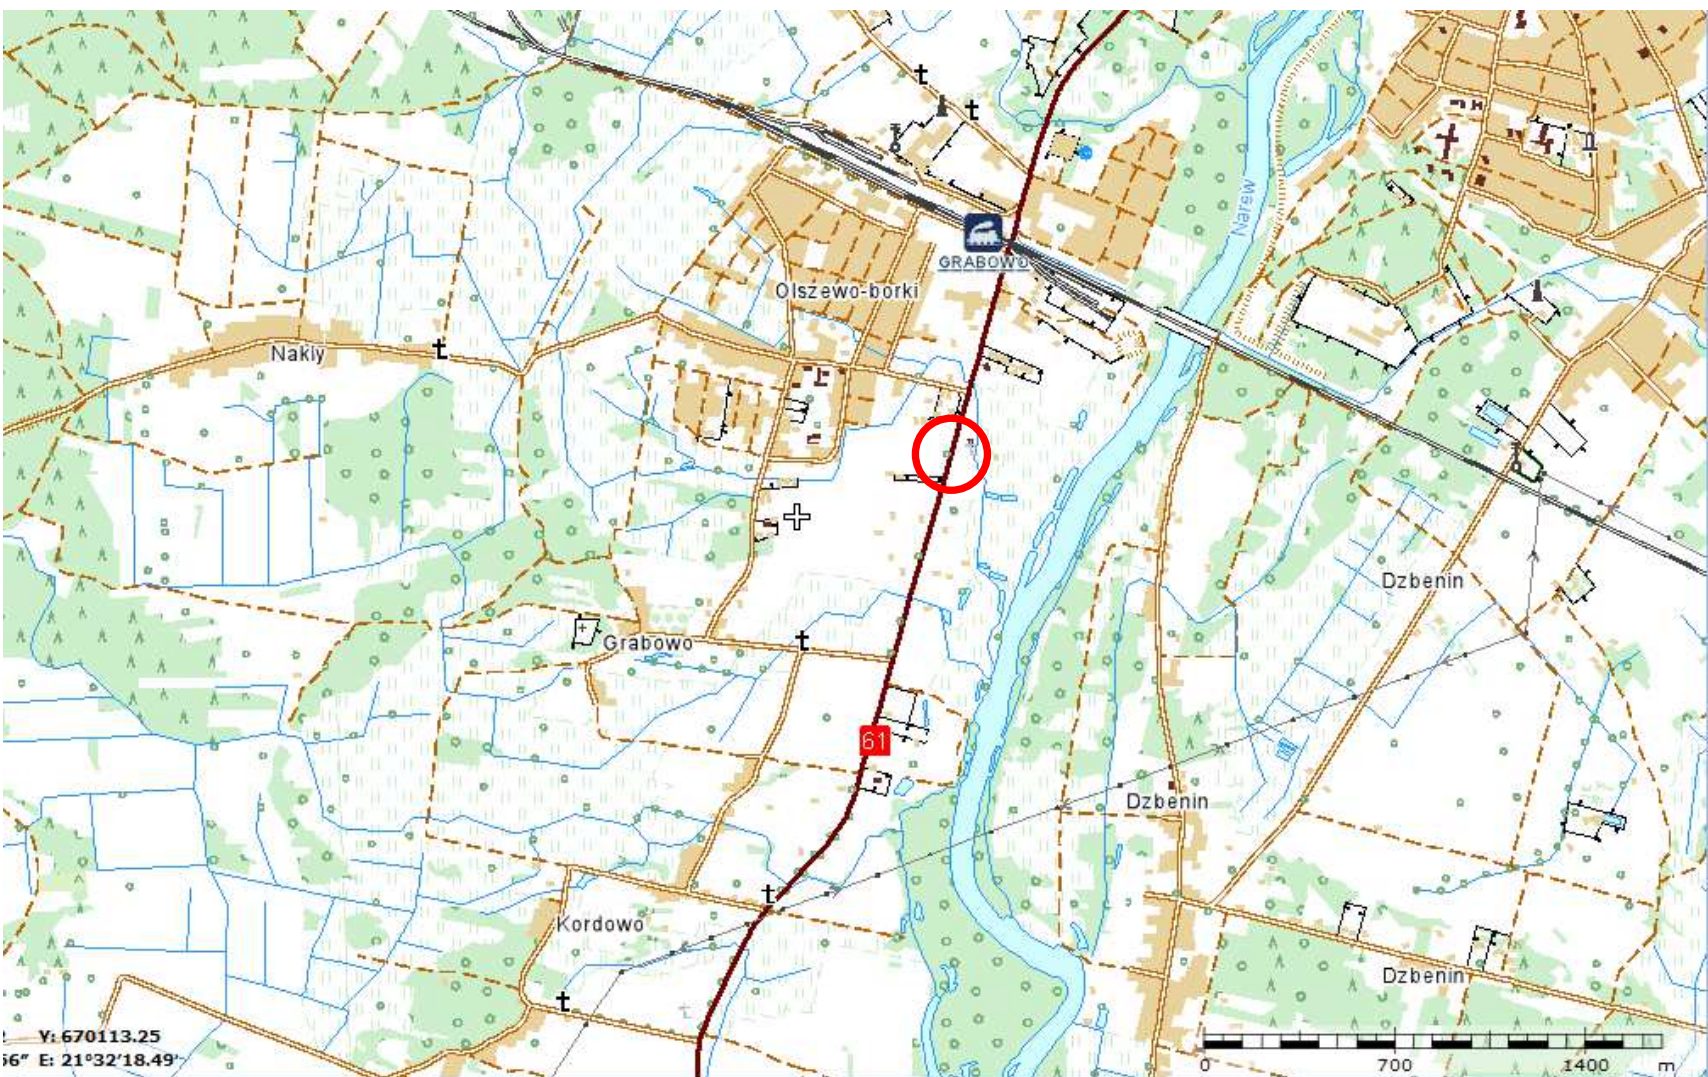 Narew
GRABOWO
Olszewo-borki
Nakły
Dzbenin
Grabowo
61
Dzbenin
Kordowo
Dzbenin
Y: 670113.25
56" E: 21°32'18.49"
0 700 1400 m